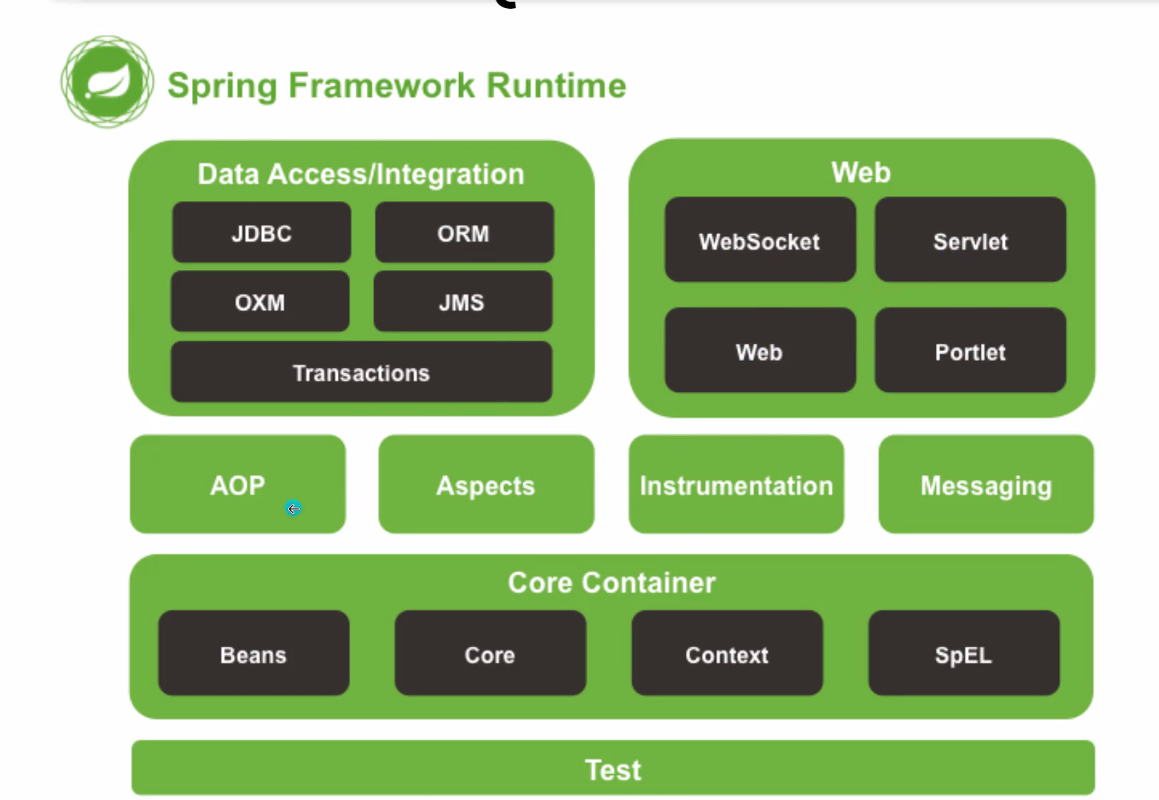 Spring Framework Runtime
Data Access/Integration
JDBC
ORM
OXM
JMS
Transactions
Web
WebSocket
Servlet
Web
Portlet
AOP
Aspects
Instrumentation
Messaging
Core Container
Beans
Core
Context
SpEL
Test